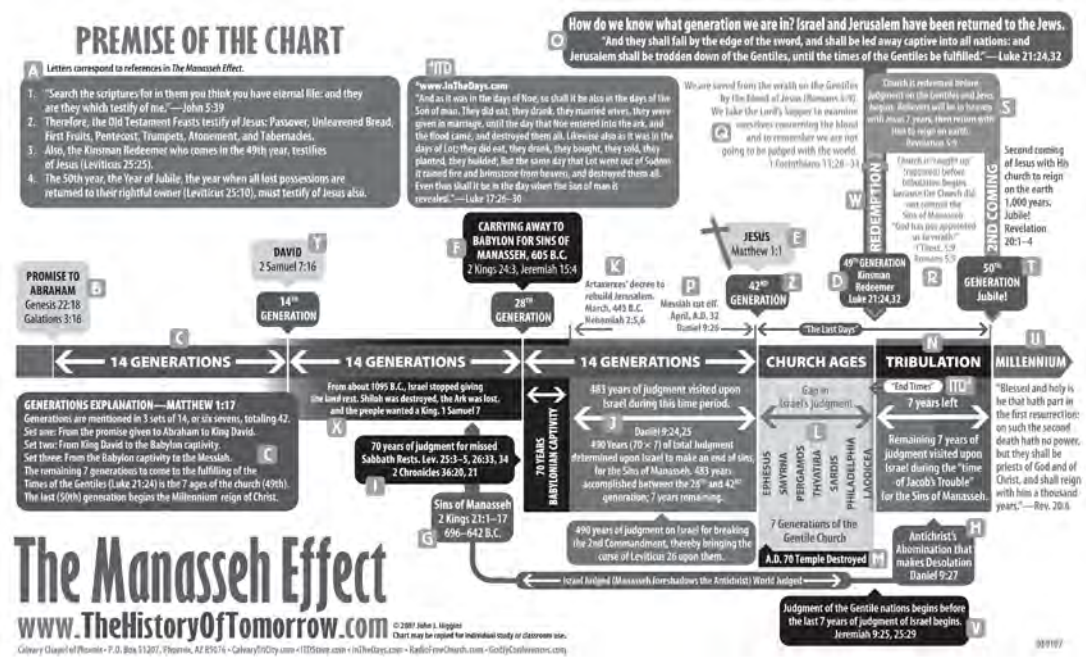 PREMISE OF THE CHART
A Letters correspond to references in The Manasseh Effect.
1. "Search the scriptures for in them you think you have eternal life: and they
are they which testify of me."—John 5:39
2. Therefore, the Old Testament Feasts testify of Jesus: Passover, Unleavened Bread,
First Fruits, Pentecost, Trumpets, Atonement, and Tabernacles.
3. Also, the Kinsman Redeemer who comes in the 49th year, testifies
of Jesus (Leviticus 25:25).
4. The 50th year, the Year of Jubile, the year when all lost possessions are
returned to their rightful owner (Leviticus 25:10), must testify of Jesus also.
*ITD
"www.InTheDays.com
"And as it was in the days of Noe, so shall it be also in the days of the
Son of man. They did eat, they drank, they married wives, they were
given in marriage, until the day that Noe entered into the ark, and
the flood came, and destroyed them all. Likewise also as it was in the
days of Lot; they did eat, they drank, they bought, they sold, they
planted, they builded; But the same day that Lot went out of Sodom
it rained fire and brimstone from heaven, and destroyed them all.
Even thus shall it be in the day when the Son of man is
revealed."—Luke 17:26–30
O
How do we know what generation we are in? Israel and Jerusalem have been returned to the Jews.
"And they shall fall by the edge of the sword, and shall be led away captive into all nations: and
Jerusalem shall be trodden down of the Gentiles, until the times of the Gentiles be fulfilled."—Luke 21:24,32
We are saved from the wrath on the Gentiles
by the blood of Jesus (Romans 5:9).
We take the Lord's Supper to examine
Q ourselves concerning the blood
and to remember we are not
going to be judged with the world.
1 Corinthians 11:28–31
Church is redeemed before
judgment on the Gentiles and Jews
begins. Believers will be in heaven
with Jesus 7 years, then return with
Him to reign on earth.
Revelation 5:9
S
Second coming
of Jesus with His
church to reign
on the earth
1,000 years.
Jubile!
Revelation
20:1–4
W
REDEMPTION
Church is caught up
(raptured) before
tribulation begins
because the Church did
not commit the
Sins of Manasseh
"God has not appointed
us to wrath"
1 Thess. 5:9
Romans 5:9
R
2ND COMING
PROMISE TO
ABRAHAM
Genesis 22:18
Galations 3:16
B
DAVID
2 Samuel 7:16
Y
14TH
GENERATION
F
CARRYING AWAY TO
BABYLON FOR SINS OF
MANASSEH, 605 B.C.
2 Kings 24:3, Jeremiah 15:4
28TH
GENERATION
K
Artaxerxes' decree to
rebuild Jerusalem.
March, 445 B.C.
Nehemiah 2:5,6
P
Messiah cut off.
April, A.D. 32
Daniel 9:26
JESUS
Matthew 1:1
E
42ND
GENERATION
Z
D
49TH GENERATION
Kinsman
Redeemer
Luke 21:24,32
50TH
GENERATION
Jubile!
T
"The Last Days"
C
14 GENERATIONS
14 GENERATIONS
14 GENERATIONS
CHURCH AGES
N
TRIBULATION
U
MILLENNIUM
GENERATIONS EXPLANATION—MATTHEW 1:17
Generations are mentioned in 3 sets of 14, or six sevens, totaling 42.
Set one: From the promise given to Abraham to King David.
Set two: From King David to the Babylon captivity.
Set three: From the Babylon captivity to the Messiah.
The remaining 7 generations to come to the fulfilling of the
Times of the Gentiles (Luke 21:24) is the 7 ages of the church (49th).
The last (50th) generation begins the Millennium reign of Christ.
C
From about 1095 B.C., Israel stopped giving
the land rest. Shiloh was destroyed, the Ark was lost,
and the people wanted a King. 1 Samuel 7
X
70 years of judgment for missed
Sabbath Rests. Lev. 25:3–5, 26:33, 34
2 Chronicles 36:20, 21
I
Sins of Manasseh
2 Kings 21:1–17
696–642 B.C.
G
70 YEARS
BABYLONIAN CAPTIVITY
483 years of judgment visited upon
Israel during this time period.
J
Daniel 9:24,25
490 Years (70 × 7) of total Judgment
determined upon Israel to make an end of sins,
for the Sins of Manasseh. 483 years
accomplished between the 28TH and 42ND
generation; 7 years remaining.
490 years of judgment on Israel for breaking
the 2nd Commandment, thereby bringing the
curse of Leviticus 26 upon them.
Gap in
Israel's Judgment
L
EPHESUS
SMYRNA
PERGAMOS
THYATIRA
SARDIS
PHILADELPHIA
LAODICEA
7 Generations of the
Gentile Church
A.D. 70 Temple Destroyed M
"End Times" ITD*
7 years left
Remaining 7 years of
judgment visited upon
Israel during the "time
of Jacob's Trouble"
for the Sins of Manasseh.
"Blessed and holy is
he that hath part in
the first resurrection:
on such the second
death hath no power,
but they shall be
priests of God and of
Christ, and shall reign
with him a thousand
years."—Rev. 20:6
H
Antichrist's
Abomination that
makes Desolation
Daniel 9:27
Israel Judged (Manasseh foreshadows the Antichrist) World Judged
Judgment of the Gentile nations begins before
the last 7 years of judgment of Israel begins.
Jeremiah 9:25, 25:29
V
The Manasseh Effect
www.TheHistoryOfTomorrow.com
© 2007 John L. Higgins
Chart may be copied for individual study or classroom use.
Calvary Chapel of Phoenix • P.O. Box 51207, Phoenix, AZ 85076 • CalvaryTriCity.com • ITDStore.com • InTheDays.com • RadioFreeChurch.com • GodlyConferences.com